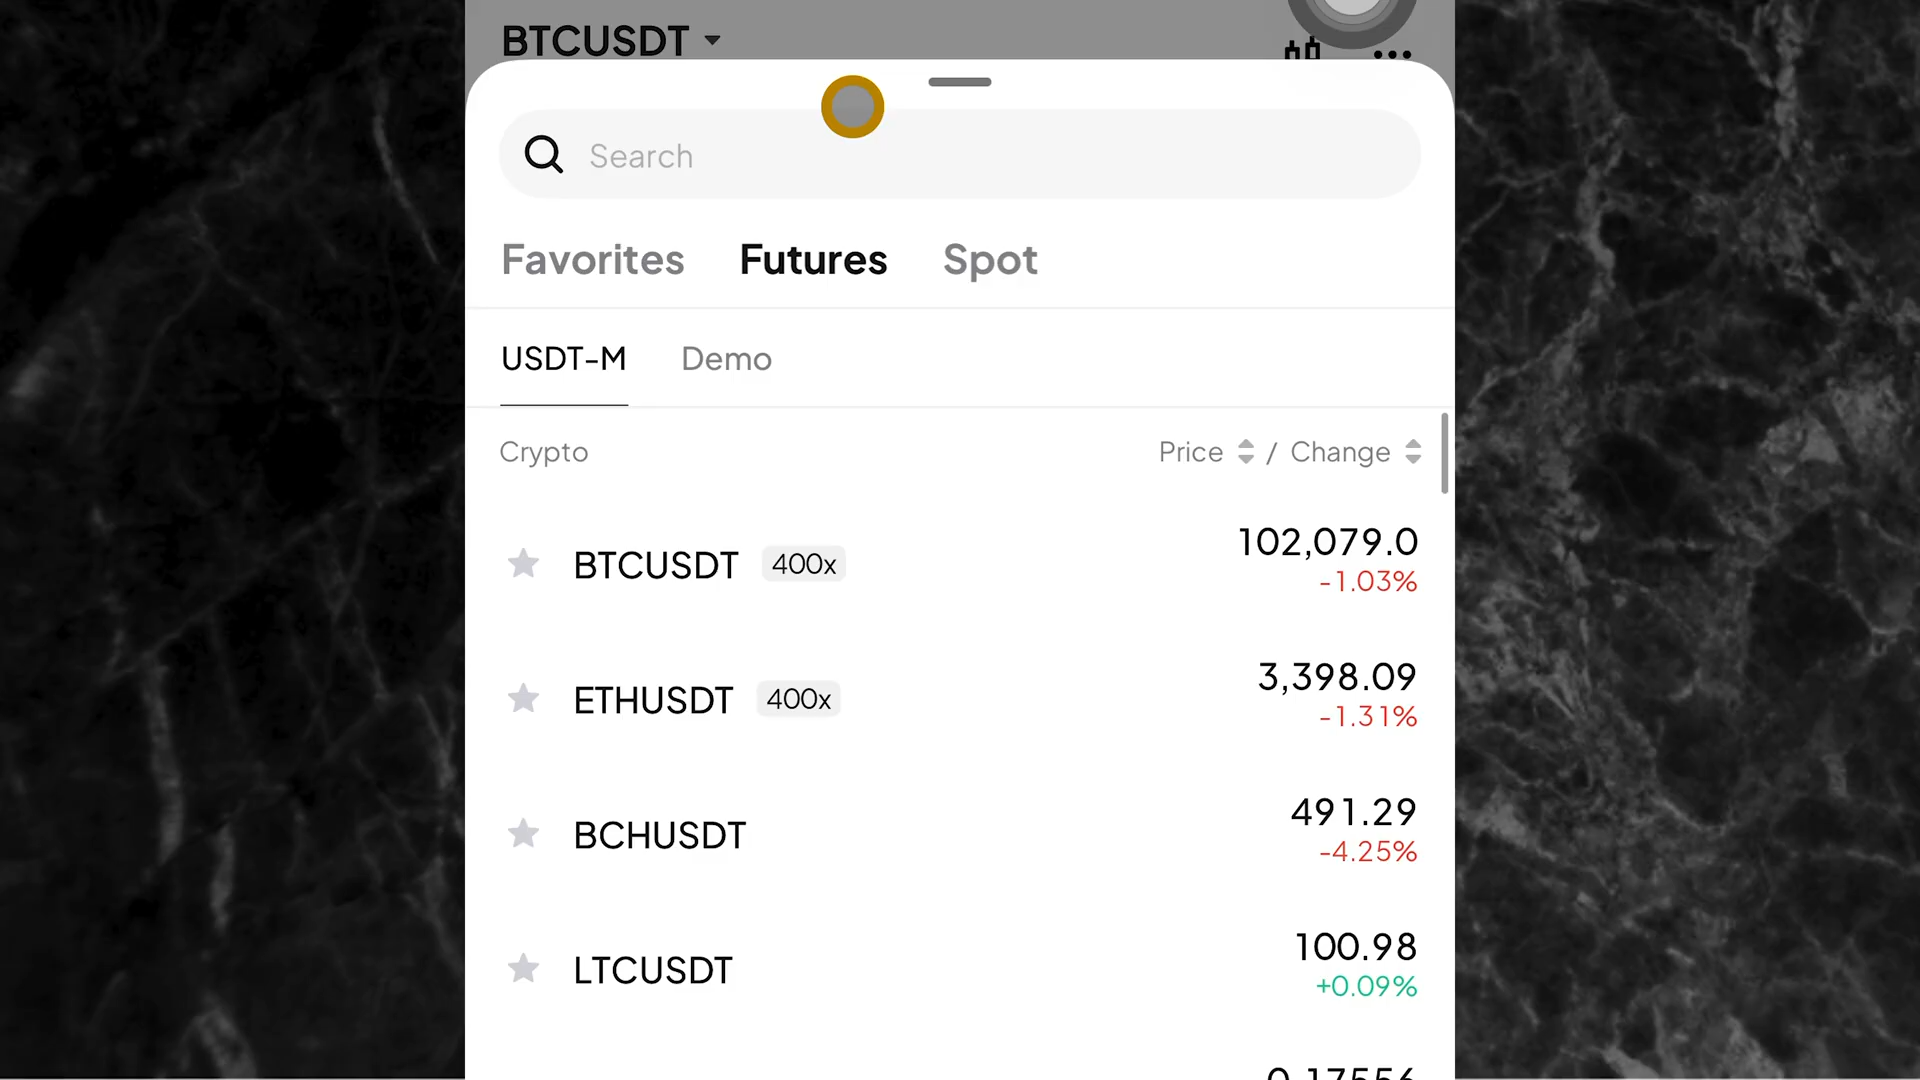 BTCUSDT
Search
Favorites Futures Spot
USDT-M Demo
Crypto Price / Change
BTCUSDT 400x 102,079.0
-1.03%
ETHUSDT 400x 3,398.09
-1.31%
BCHUSDT 491.29
-4.25%
LTCUSDT 100.98
+0.09%